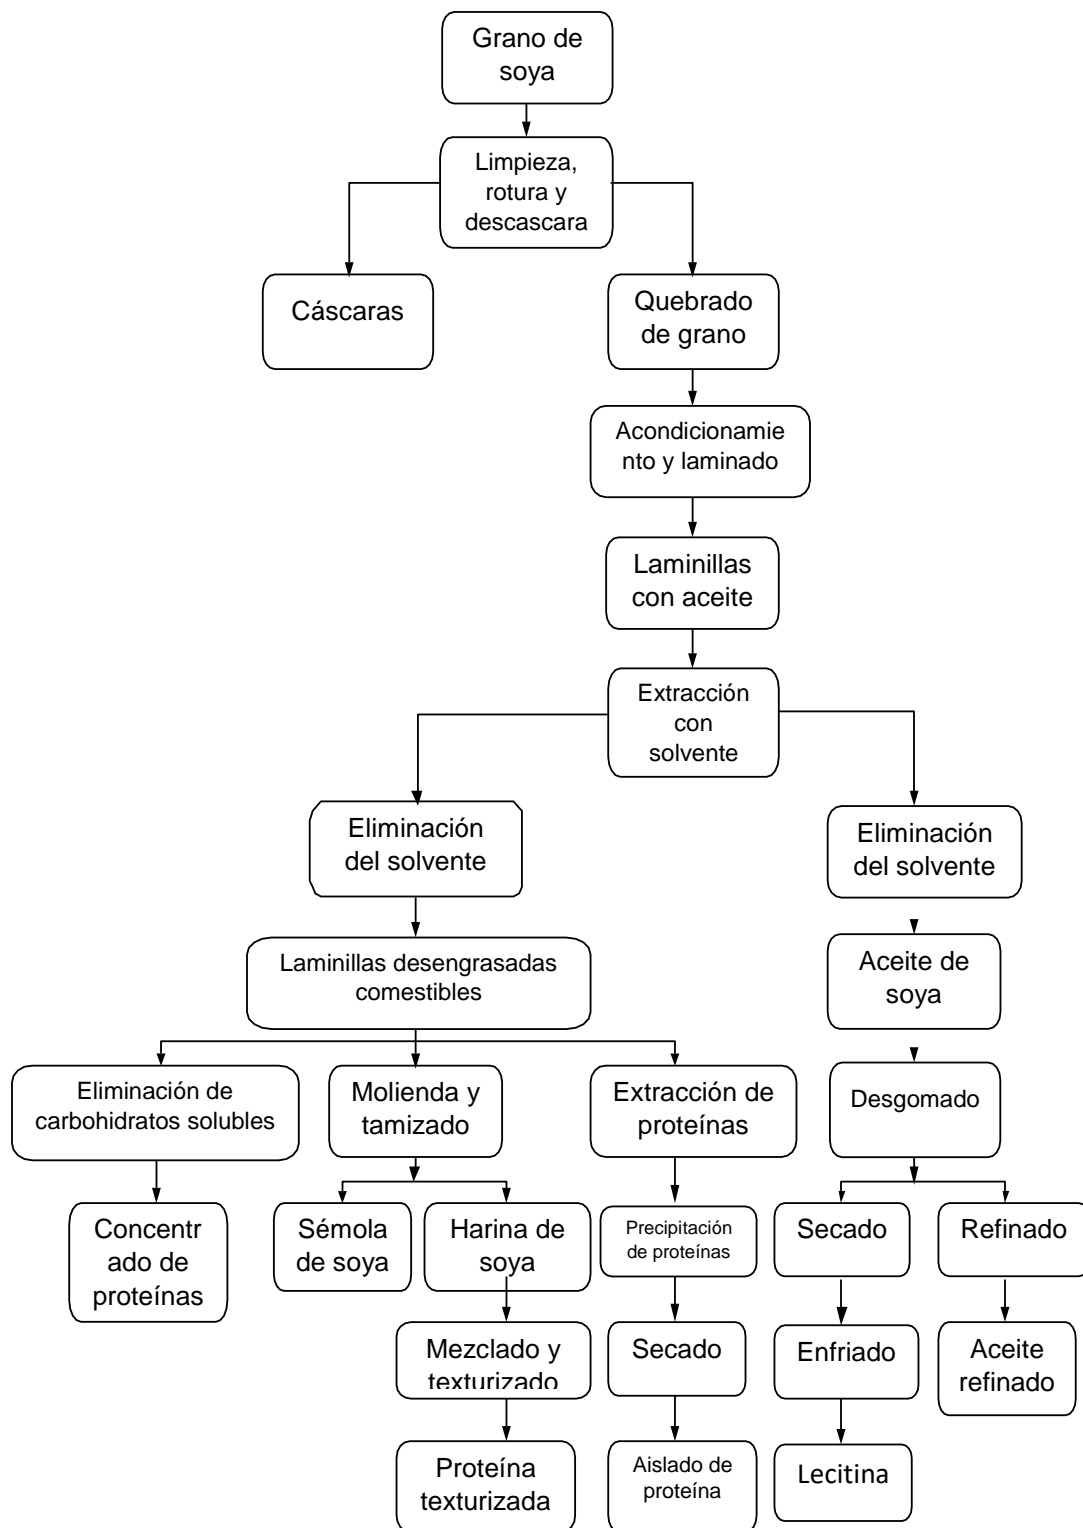 Grano de
soya
Limpieza,
rotura y
descascara
Cáscaras
Quebrado
de grano
Acondicionamie
nto y laminado
Laminillas
con aceite
Extracción
con
solvente
Eliminación
del solvente
Eliminación
del solvente
Laminillas desengrasadas
comestibles
Aceite de
soya
Eliminación de
carbohidratos solubles
Molienda y
tamizado
Extracción de
proteínas
Desgomado
Concentr
ado de
proteínas
Sémola
de soya
Harina de
soya
Precipitación
de proteínas
Secado
Refinado
Mezclado y
texturizado
Secado
Enfriado
Aceite
refinado
Proteína
texturizada
Aislado de
proteína
Lecitina